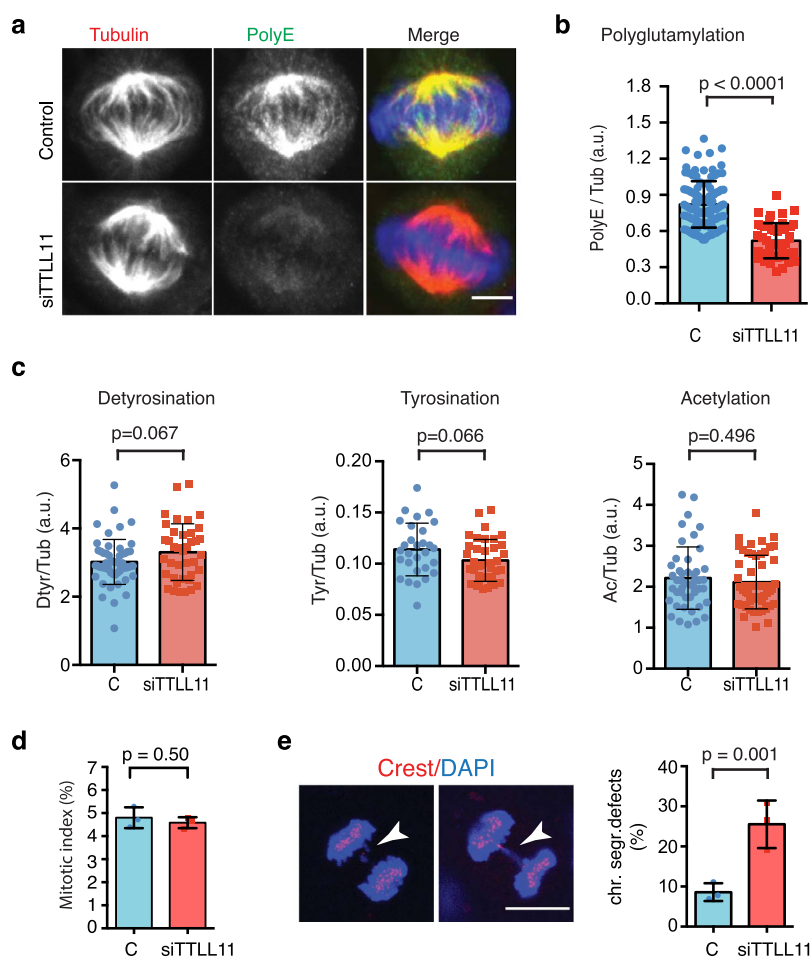 a
Tubulin PolyE Merge
Control
siTTLL11
b
Polyglutamylation
p < 0.0001
PolyE / Tub (a.u.)
1.8
1.5
1.2
0.9
0.6
0.3
0.0
C siTTLL11
c
Detyrosination
p=0.067
Dtyr/Tub (a.u.)
6
4
2
0
C siTTLL11
Tyrosination
p=0.066
Tyr/Tub (a.u.)
0.20
0.15
0.10
0.05
0.00
C siTTLL11
Acetylation
p=0.496
Ac/Tub (a.u.)
5
4
3
2
1
0
C siTTLL11
d
p = 0.50
Mitotic index (%)
7
6
5
4
3
2
1
0
C siTTLL11
e
Crest/DAPI
p = 0.001
chr. segr.defects
(%)
40
30
20
10
0
C siTTLL11